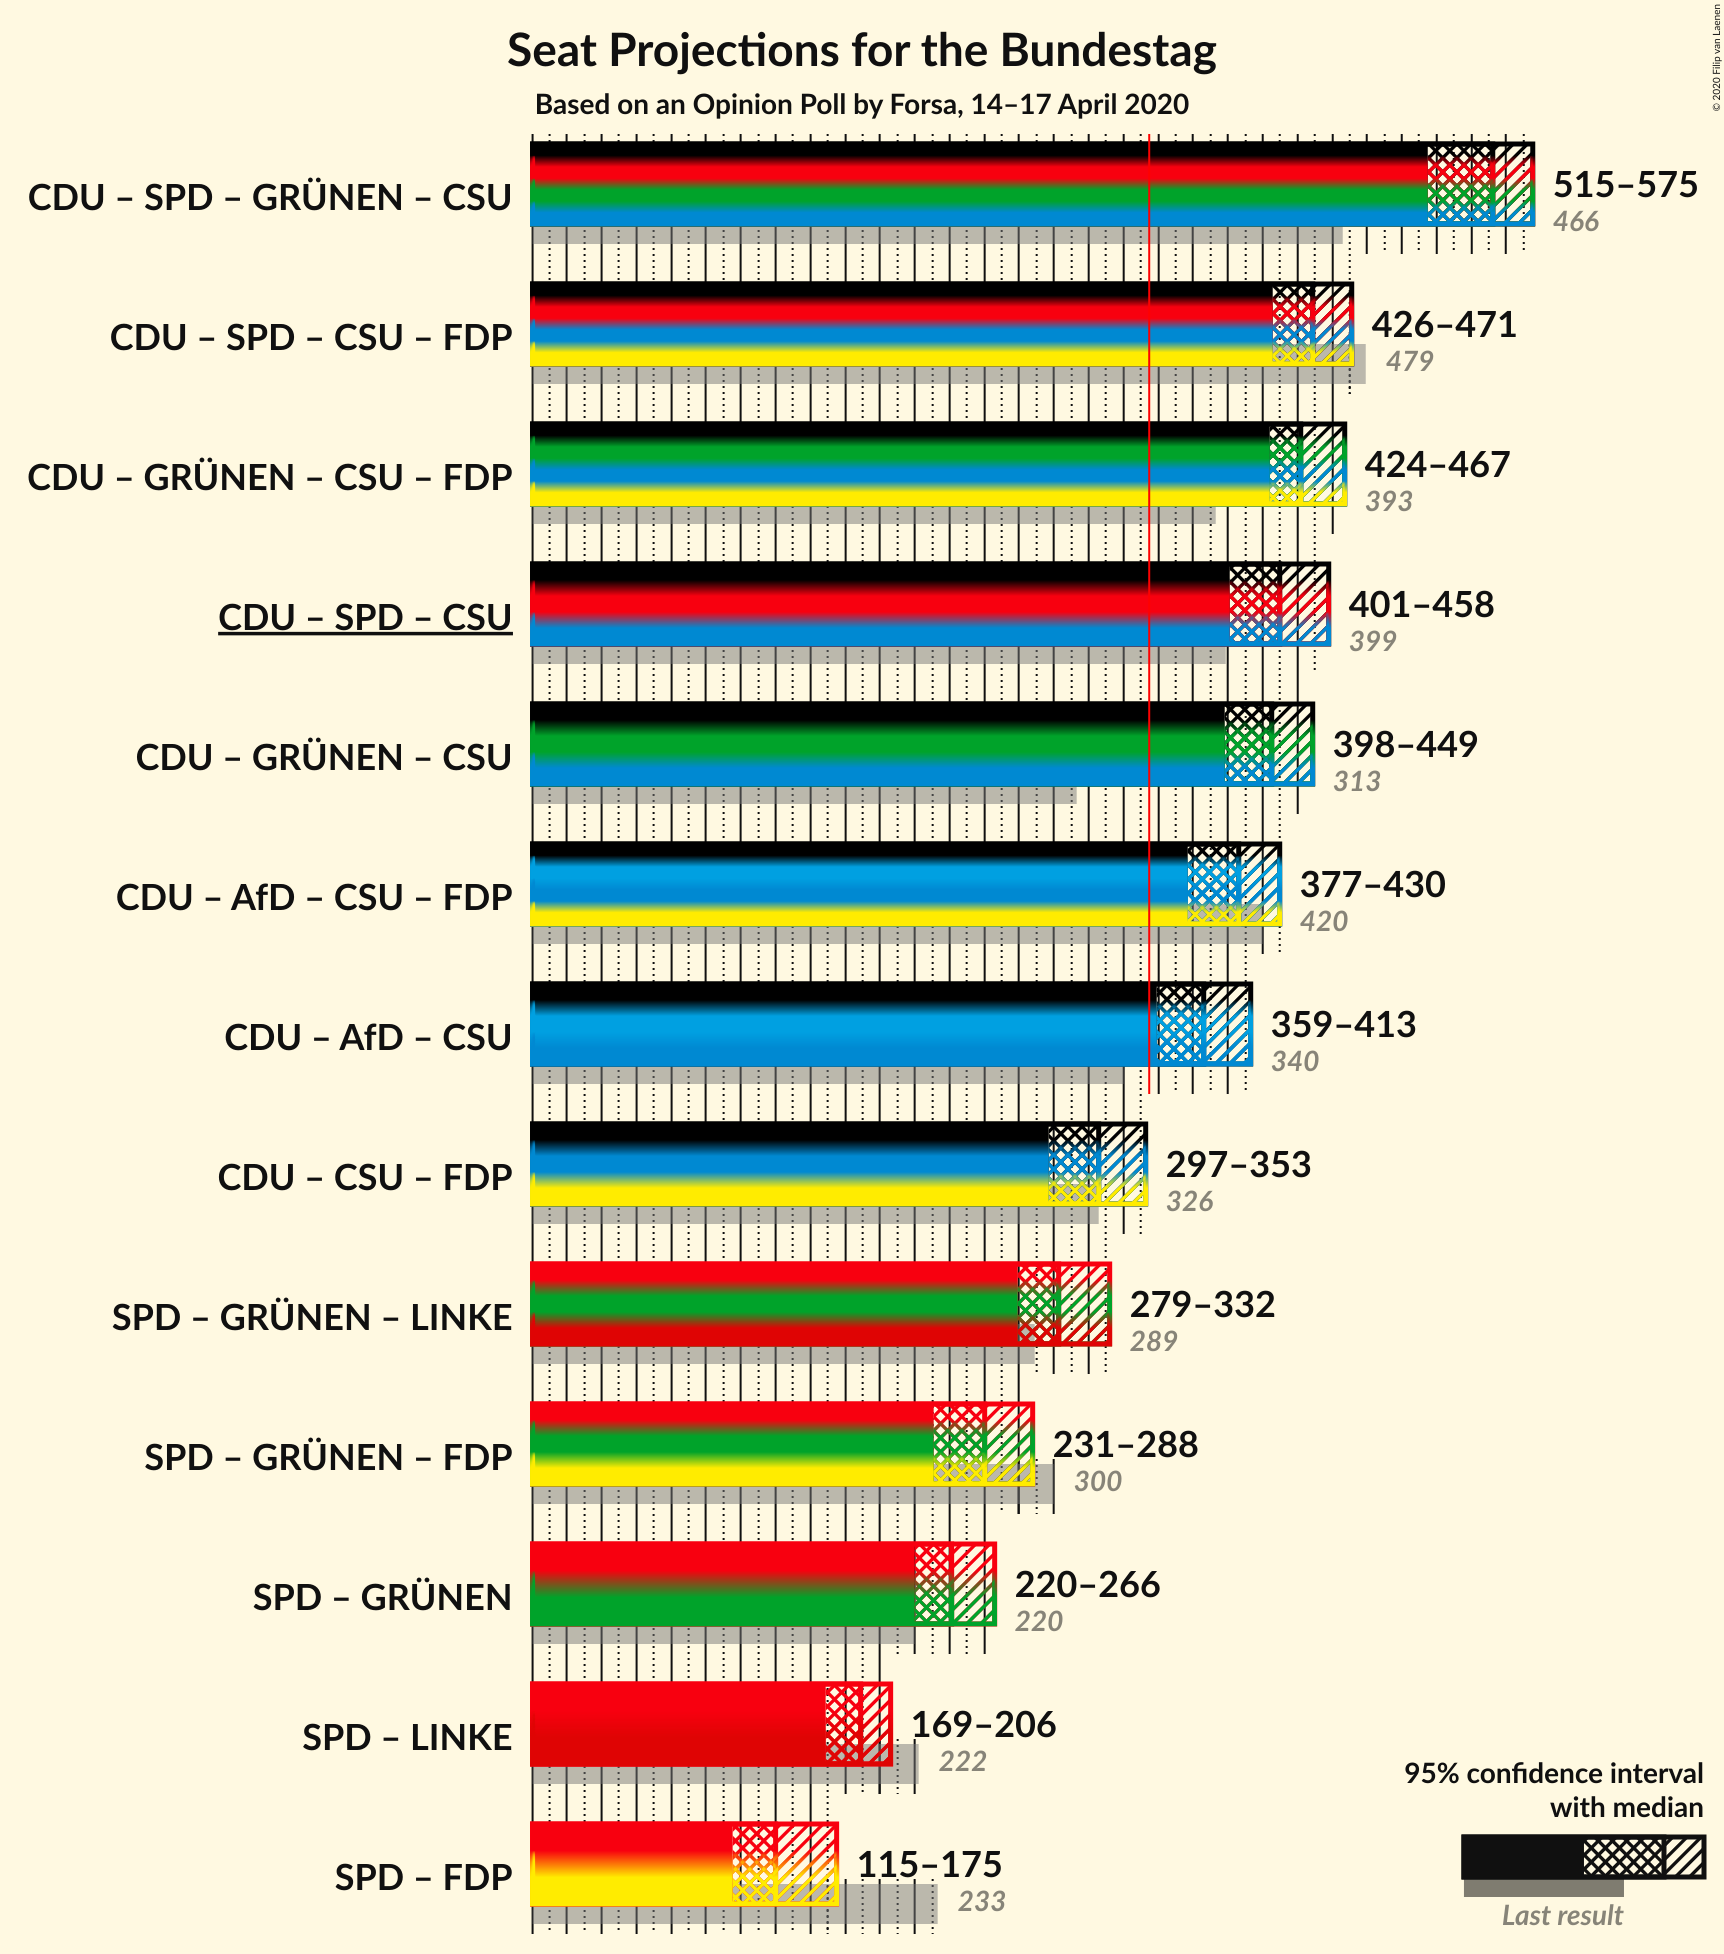 © 2020 Filip van Laenen
Seat Projections for the Bundestag
Based on an Opinion Poll by Forsa, 14–17 April 2020
CDU – SPD – GRÜNEN – CSU
515–575
466
CDU – SPD – CSU – FDP
426–471
479
CDU – GRÜNEN – CSU – FDP
424–467
393
CDU – SPD – CSU
401–458
399
CDU – GRÜNEN – CSU
398–449
313
CDU – AfD – CSU – FDP
377–430
420
CDU – AfD – CSU
359–413
340
CDU – CSU – FDP
297–353
326
SPD – GRÜNEN – LINKE
279–332
289
SPD – GRÜNEN – FDP
231–288
300
SPD – GRÜNEN
220–266
220
SPD – LINKE
169–206
222
SPD – FDP
115–175
233
95% confidence interval
with median
Last result